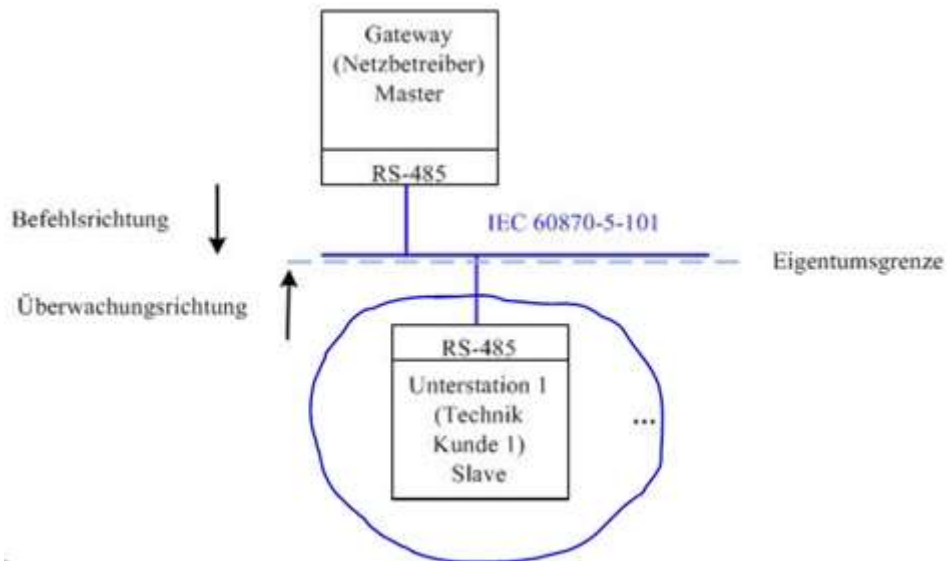 Gateway
(Netzbetreiber)
Master
RS-485
Befehlsrichtung
IEC 60870-5-101
Eigentumsgrenze
Überwachungsrichtung
RS-485
Unterstation 1
(Technik
Kunde 1)
Slave
...